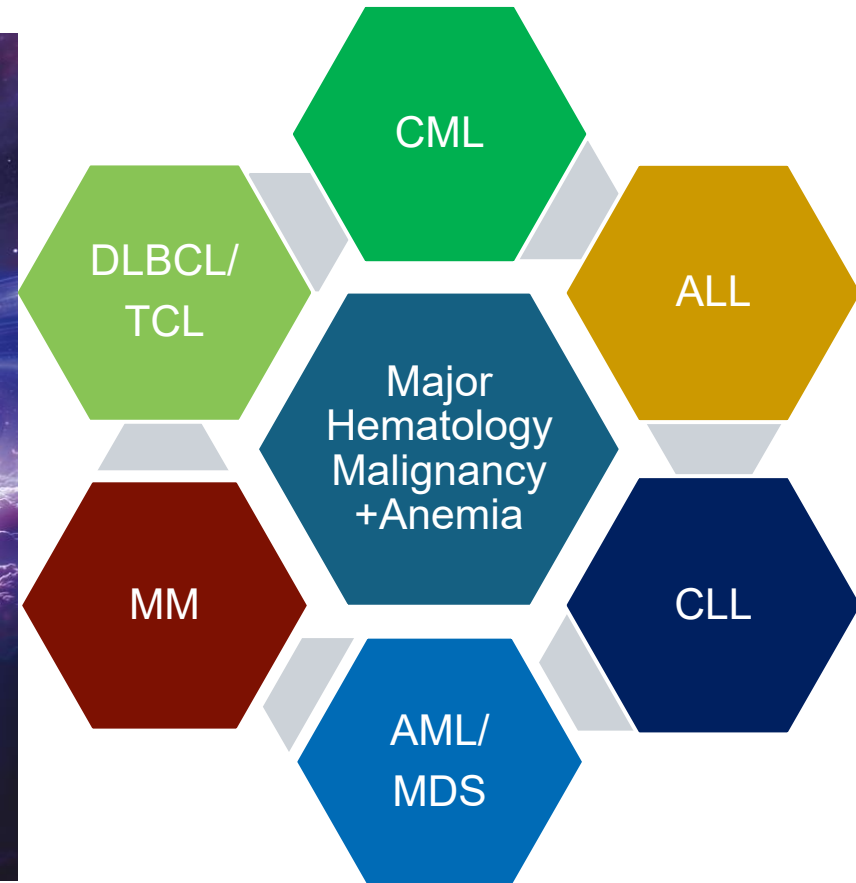 CML
DLBCL/
TCL
ALL
Major
Hematology
Malignancy
+Anemia
MM
CLL
AML/
MDS